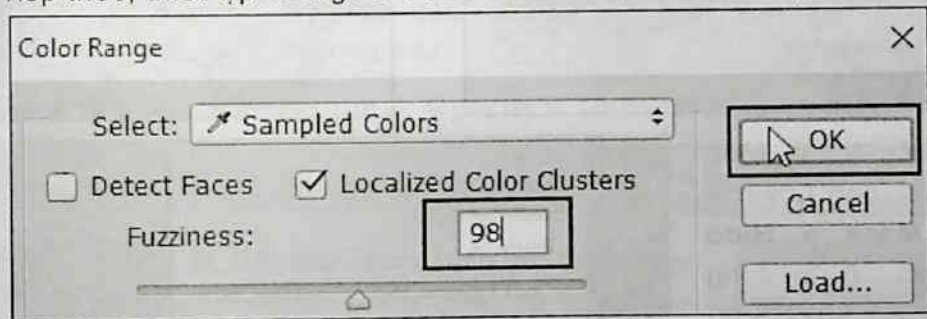 Color Range
Select: Sampled Colors
OK
Detect Faces Localized Color Clusters
Cancel
Fuzziness: 98
Load...